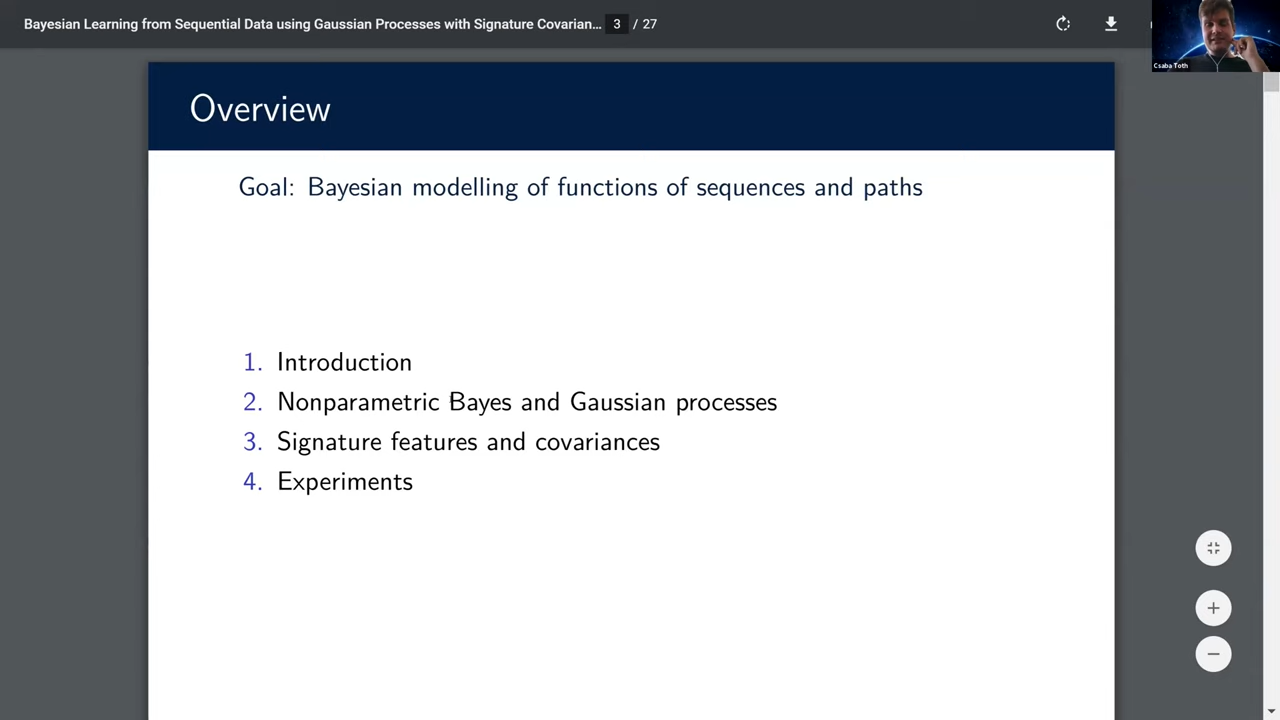 Bayesian Learning from Sequential Data using Gaussian Processes with Signature Covarian... 3 / 27
Csaba Toth
Overview
Goal: Bayesian modelling of functions of sequences and paths
1. Introduction
2. Nonparametric Bayes and Gaussian processes
3. Signature features and covariances
4. Experiments